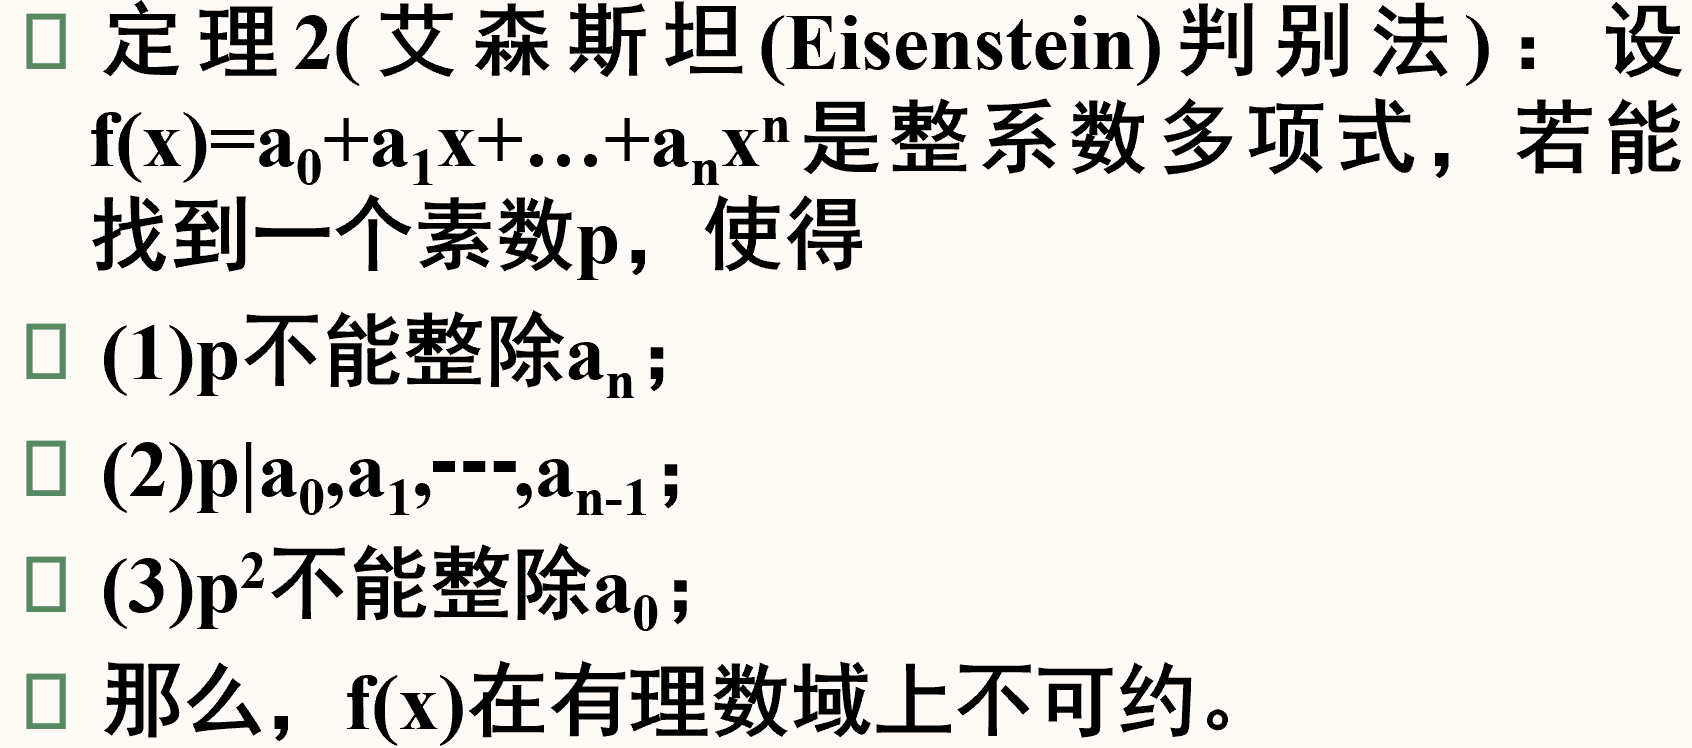 定理2(艾森斯坦(Eisenstein)判别法)：设
f(x)=a₀+a₁x+…+aₙxⁿ是整系数多项式，若能
找到一个素数p，使得
(1)p不能整除aₙ；
(2)p|a₀,a₁,---,aₙ₋₁；
(3)p²不能整除a₀；
那么，f(x)在有理数域上不可约。